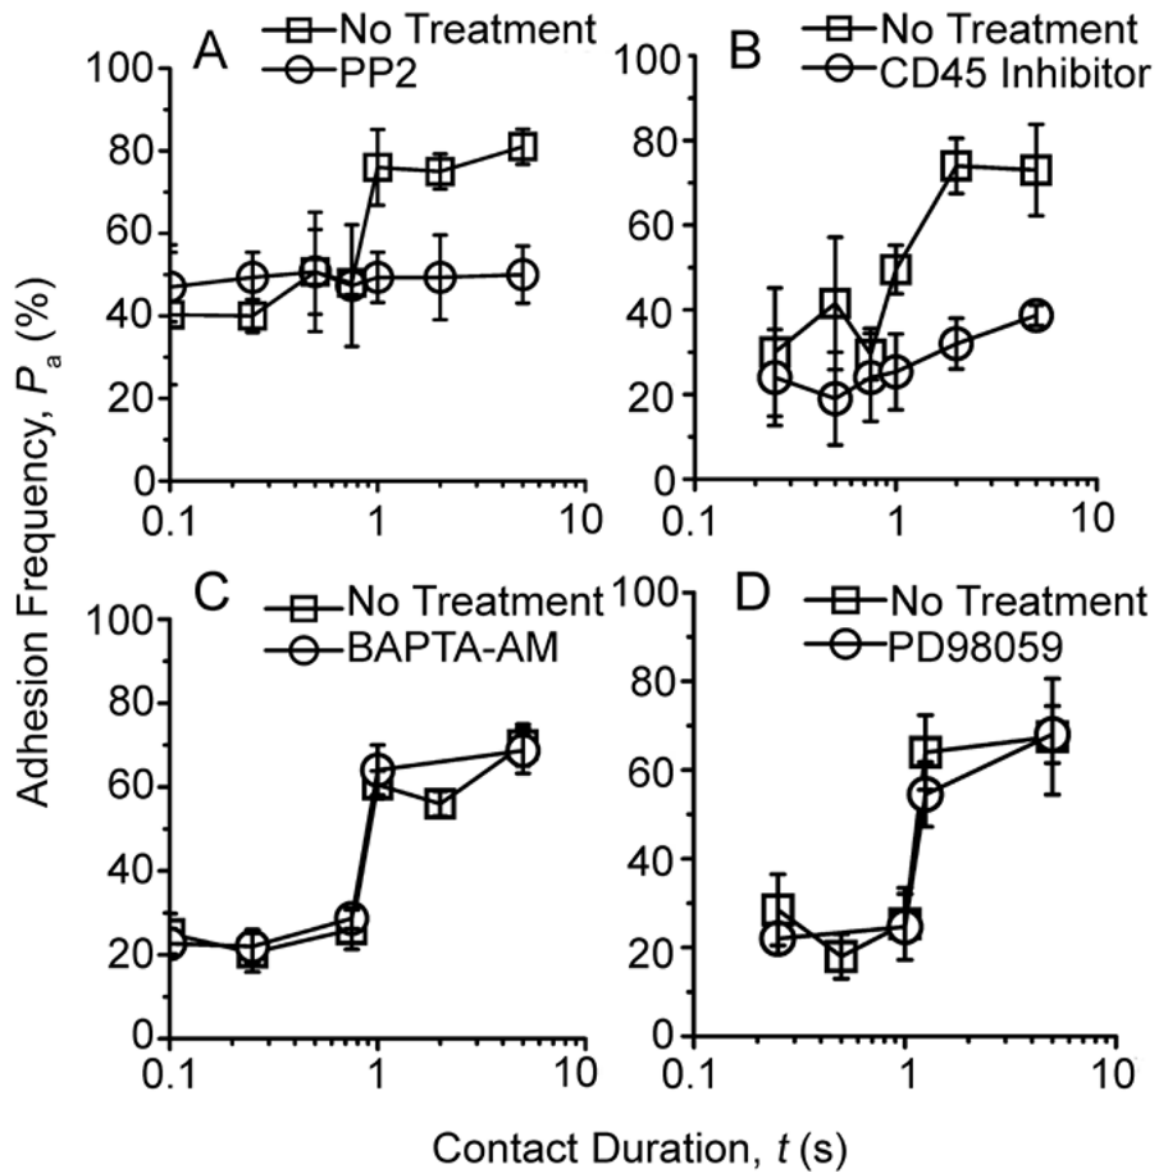 Adhesion Frequency, Pa (%)
A
No Treatment
PP2
100
80
60
40
20
0
0.1
1
10
B
No Treatment
CD45 Inhibitor
100
80
60
40
20
0
0.1
1
10
C
No Treatment
BAPTA-AM
100
80
60
40
20
0
0.1
1
10
D
No Treatment
PD98059
100
80
60
40
20
0
0.1
1
10
Contact Duration, t (s)